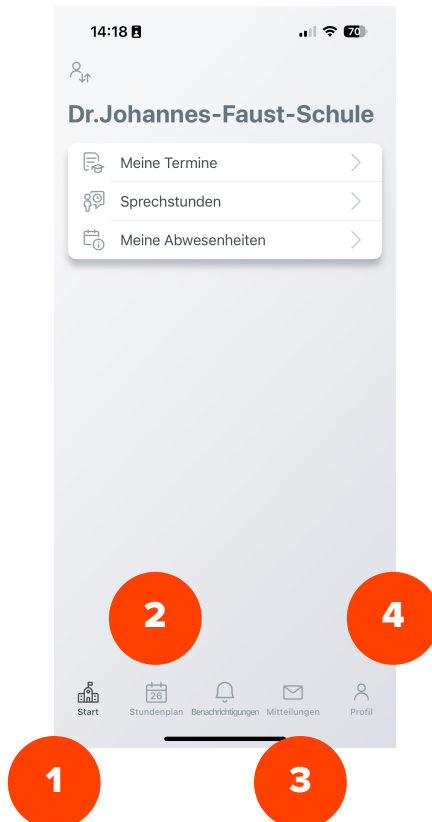 14:18 70
Dr.Johannes-Faust-Schule
Meine Termine
Sprechstunden
Meine Abwesenheiten
2
4
26
Start Stundenplan Benachrichtigungen Mitteilungen Profil
1
3